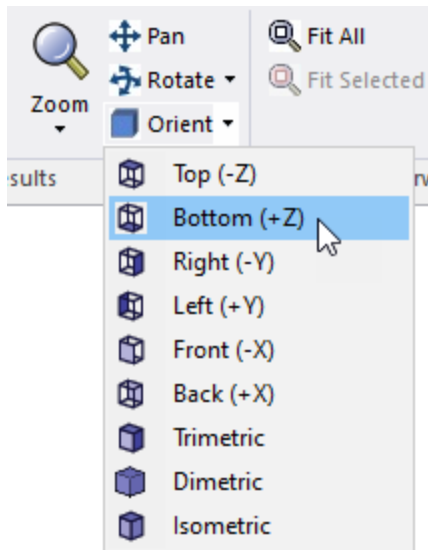 Pan
Fit All
Rotate
Fit Selected
Zoom
Orient
sults
Top (-Z)
Bottom (+Z)
Right (-Y)
Left (+Y)
Front (-X)
Back (+X)
Trimetric
Dimetric
Isometric